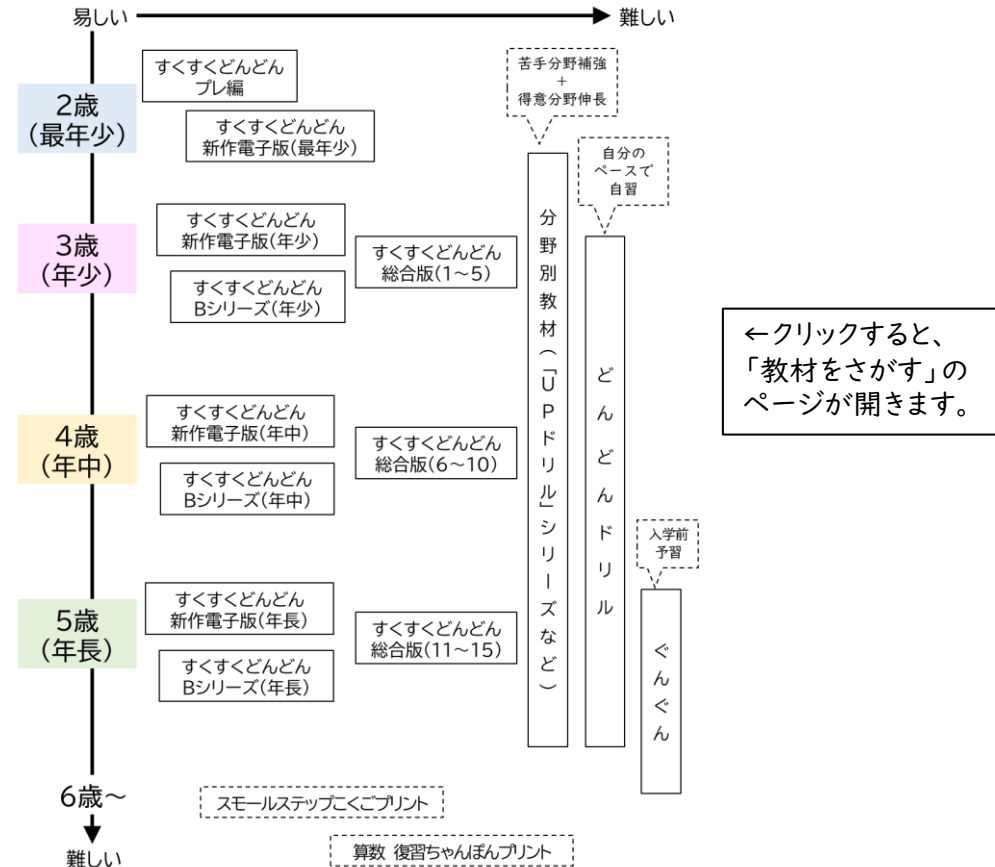 易しい
難しい
すくすくどんどん
プレ編
苦手分野補強
+
得意分野伸長
2歳
(最年少)
すくすくどんどん
新作電子版(最年少)
自分の
ペースで
自習
分野別教材(「UPドリル」シリーズなど)
どんどんドリル
3歳
(年少)
すくすくどんどん
新作電子版(年少)
すくすくどんどん
総合版(1~5)
すくすくどんどん
Bシリーズ(年少)
←クリックすると、
「教材をさがす」の
ページが開きます。
4歳
(年中)
すくすくどんどん
新作電子版(年中)
すくすくどんどん
総合版(6~10)
すくすくどんどん
Bシリーズ(年中)
入学前
予習
ぐんぐん
5歳
(年長)
すくすくどんどん
新作電子版(年長)
すくすくどんどん
総合版(11~15)
すくすくどんどん
Bシリーズ(年長)
6歳~
スモールステップこくごプリント
難しい
算数 復習ちゃんぽんプリント